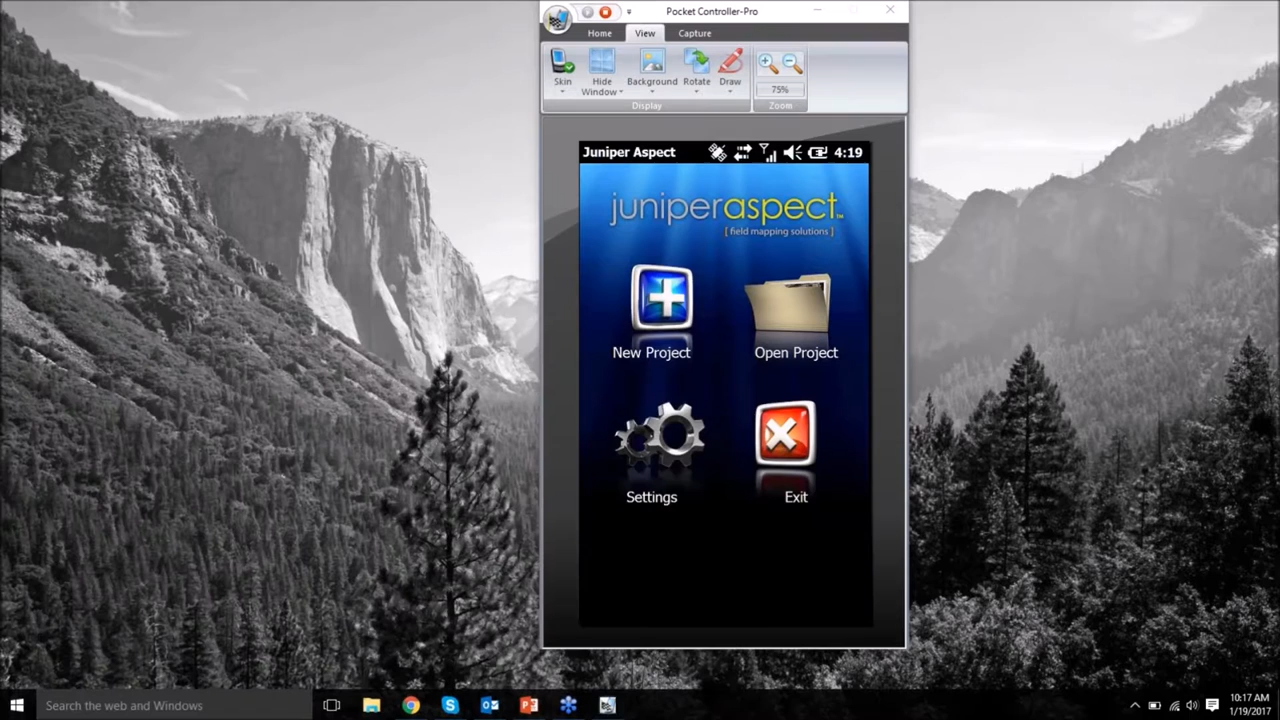 Pocket Controller-Pro
Home View Capture
Skin Hide Window Background Rotate Draw
75%
Display Zoom
Juniper Aspect 4:19
juniperaspect™
[ field mapping solutions ]
New Project Open Project
Settings Exit
Search the web and Windows
10:17 AM
1/19/2017